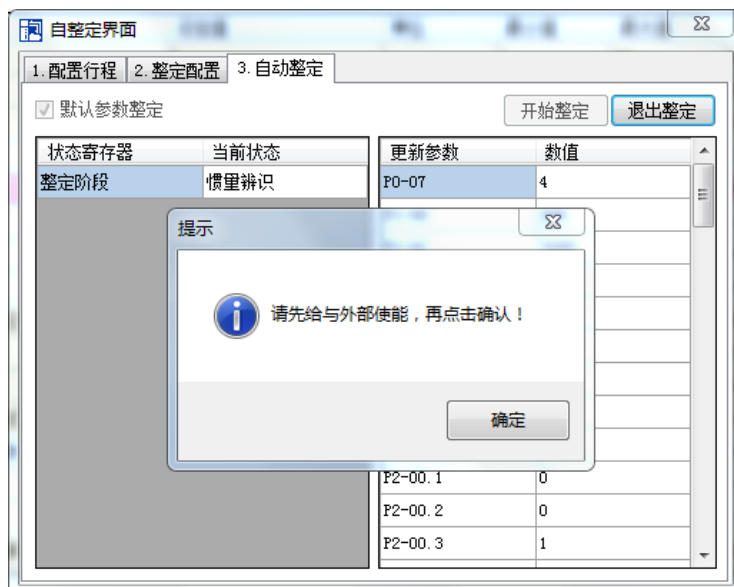 自整定界面
1.配置行程 2.整定配置 3.自动整定
默认参数整定 开始整定 退出整定
状态寄存器 当前状态 更新参数 数值
整定阶段 惯量辨识 P0-07 4
提示
请先给与外部使能，再点击确认！
确定
P2-00.1 0
P2-00.2 0
P2-00.3 1